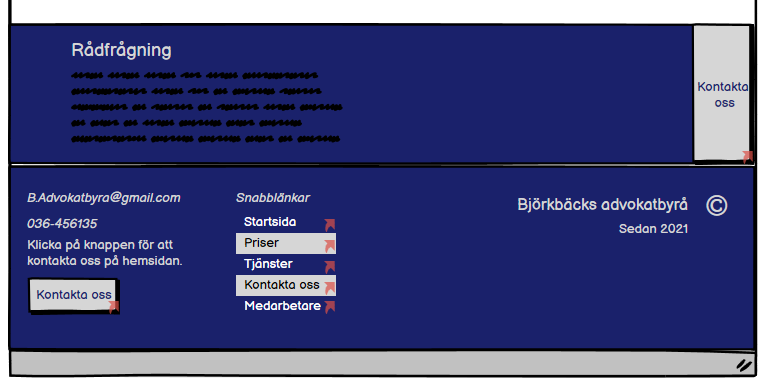 Rådfrågning
Kontakta
oss
B.Advokatbyra@gmail.com
036-456135
Klicka på knappen för att
kontakta oss på hemsidan.
Kontakta oss
Snabblänkar
Startsida
Priser
Tjänster
Kontakta oss
Medarbetare
Björkbäcks advokatbyrå ©
Sedan 2021